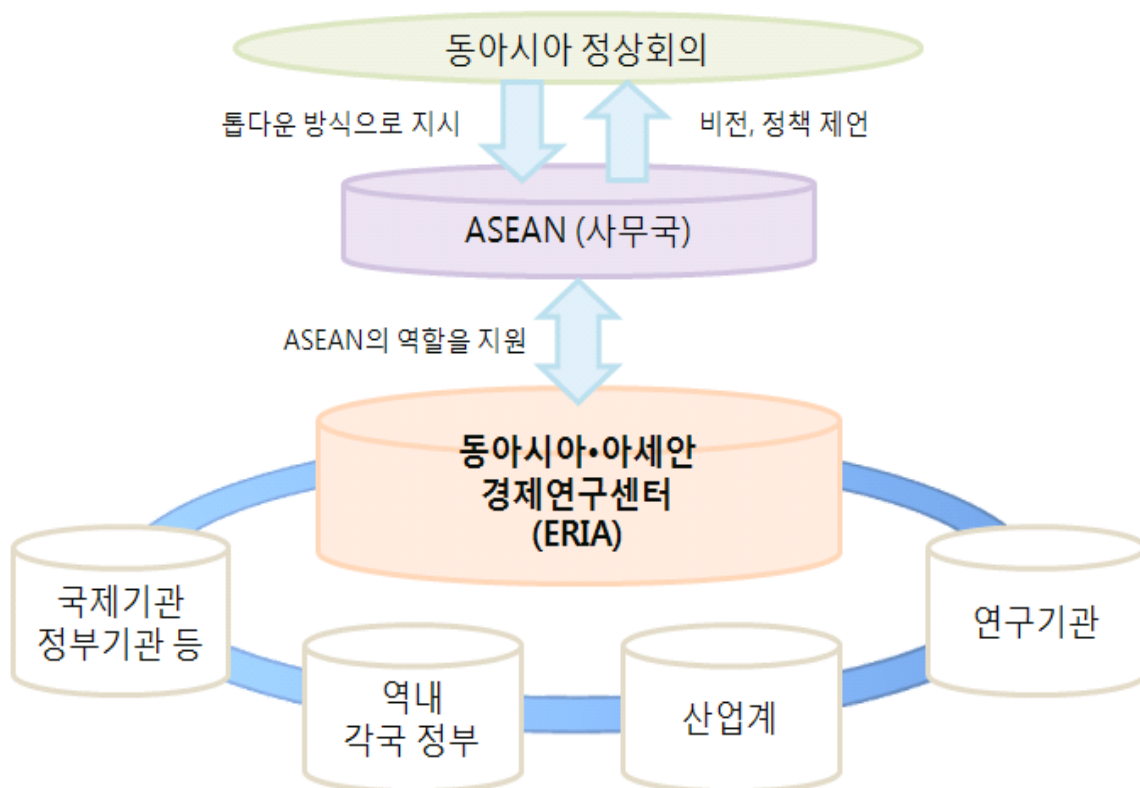 동아시아 정상회의
톱다운 방식으로 지시
비전, 정책 제언
ASEAN (사무국)
ASEAN의 역할을 지원
동아시아•아세안
경제연구센터
(ERIA)
국제기관
정부기관 등
역내
각국 정부
산업계
연구기관